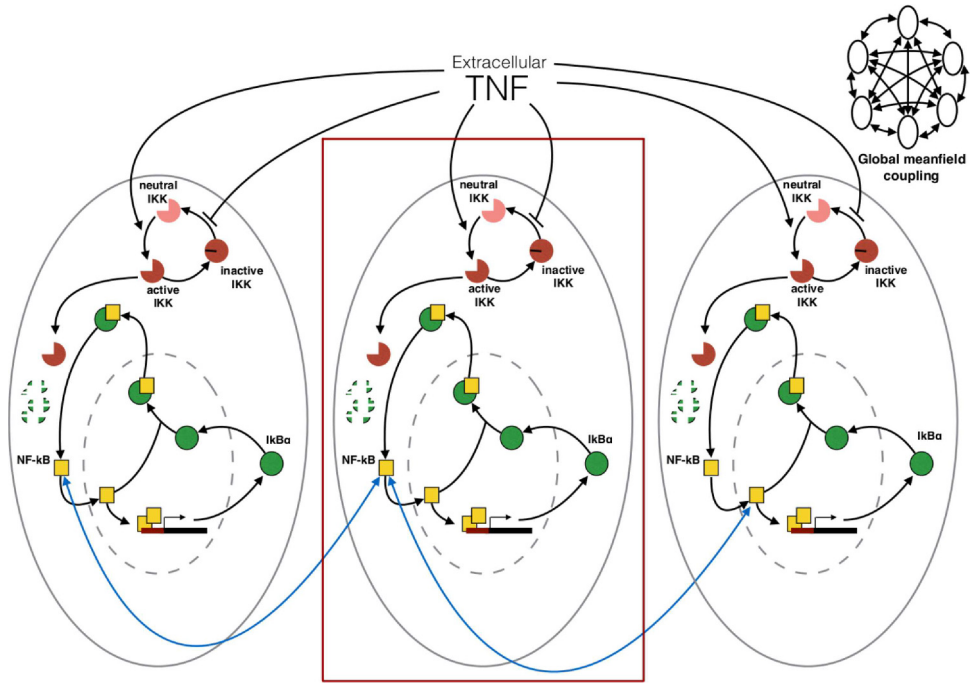 Extracellular
TNF
Global meanfield
coupling
neutral
IKK
inactive
IKK
active
IKK
NF-kB
IkBα
neutral
IKK
inactive
IKK
active
IKK
NF-kB
IkBα
neutral
IKK
inactive
IKK
active
IKK
NF-kB
IkBα